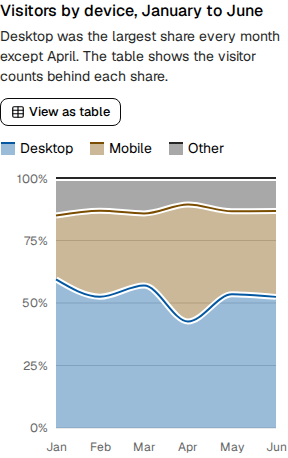 Visitors by device, January to June
Desktop was the largest share every month
except April. The table shows the visitor
counts behind each share.
View as table
Desktop Mobile Other
100%
75%
50%
25%
0%
Jan Feb Mar Apr May Jun